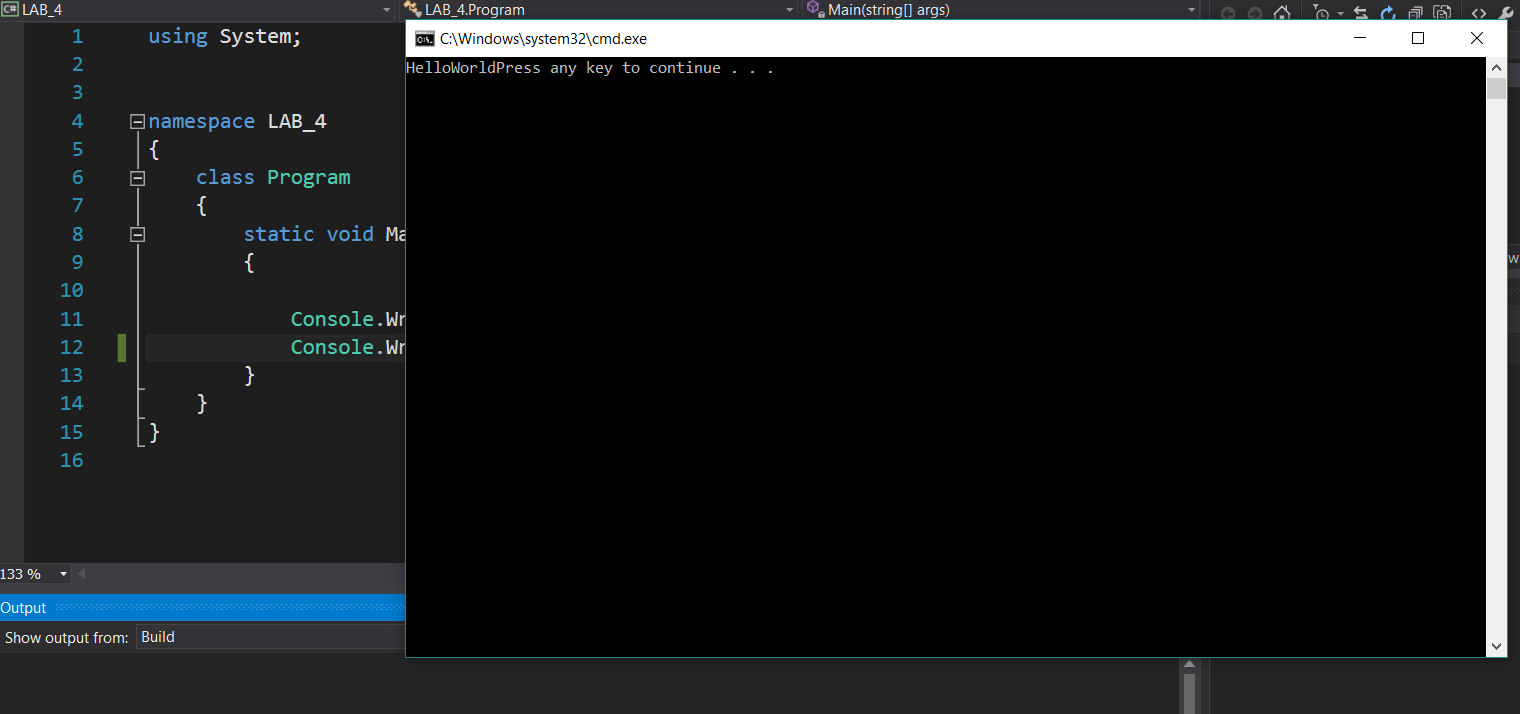 LAB_4
LAB_4.Program
Main(string[] args)
C:\Windows\system32\cmd.exe
HelloWorldPress any key to continue . . .
1 using System;
2
3
4 namespace LAB_4
5 {
6 class Program
7 {
8 static void Ma
9 {
10
11 Console.Wr
12 Console.Wr
13 }
14 }
15 }
16
133 %
Output
Show output from: Build